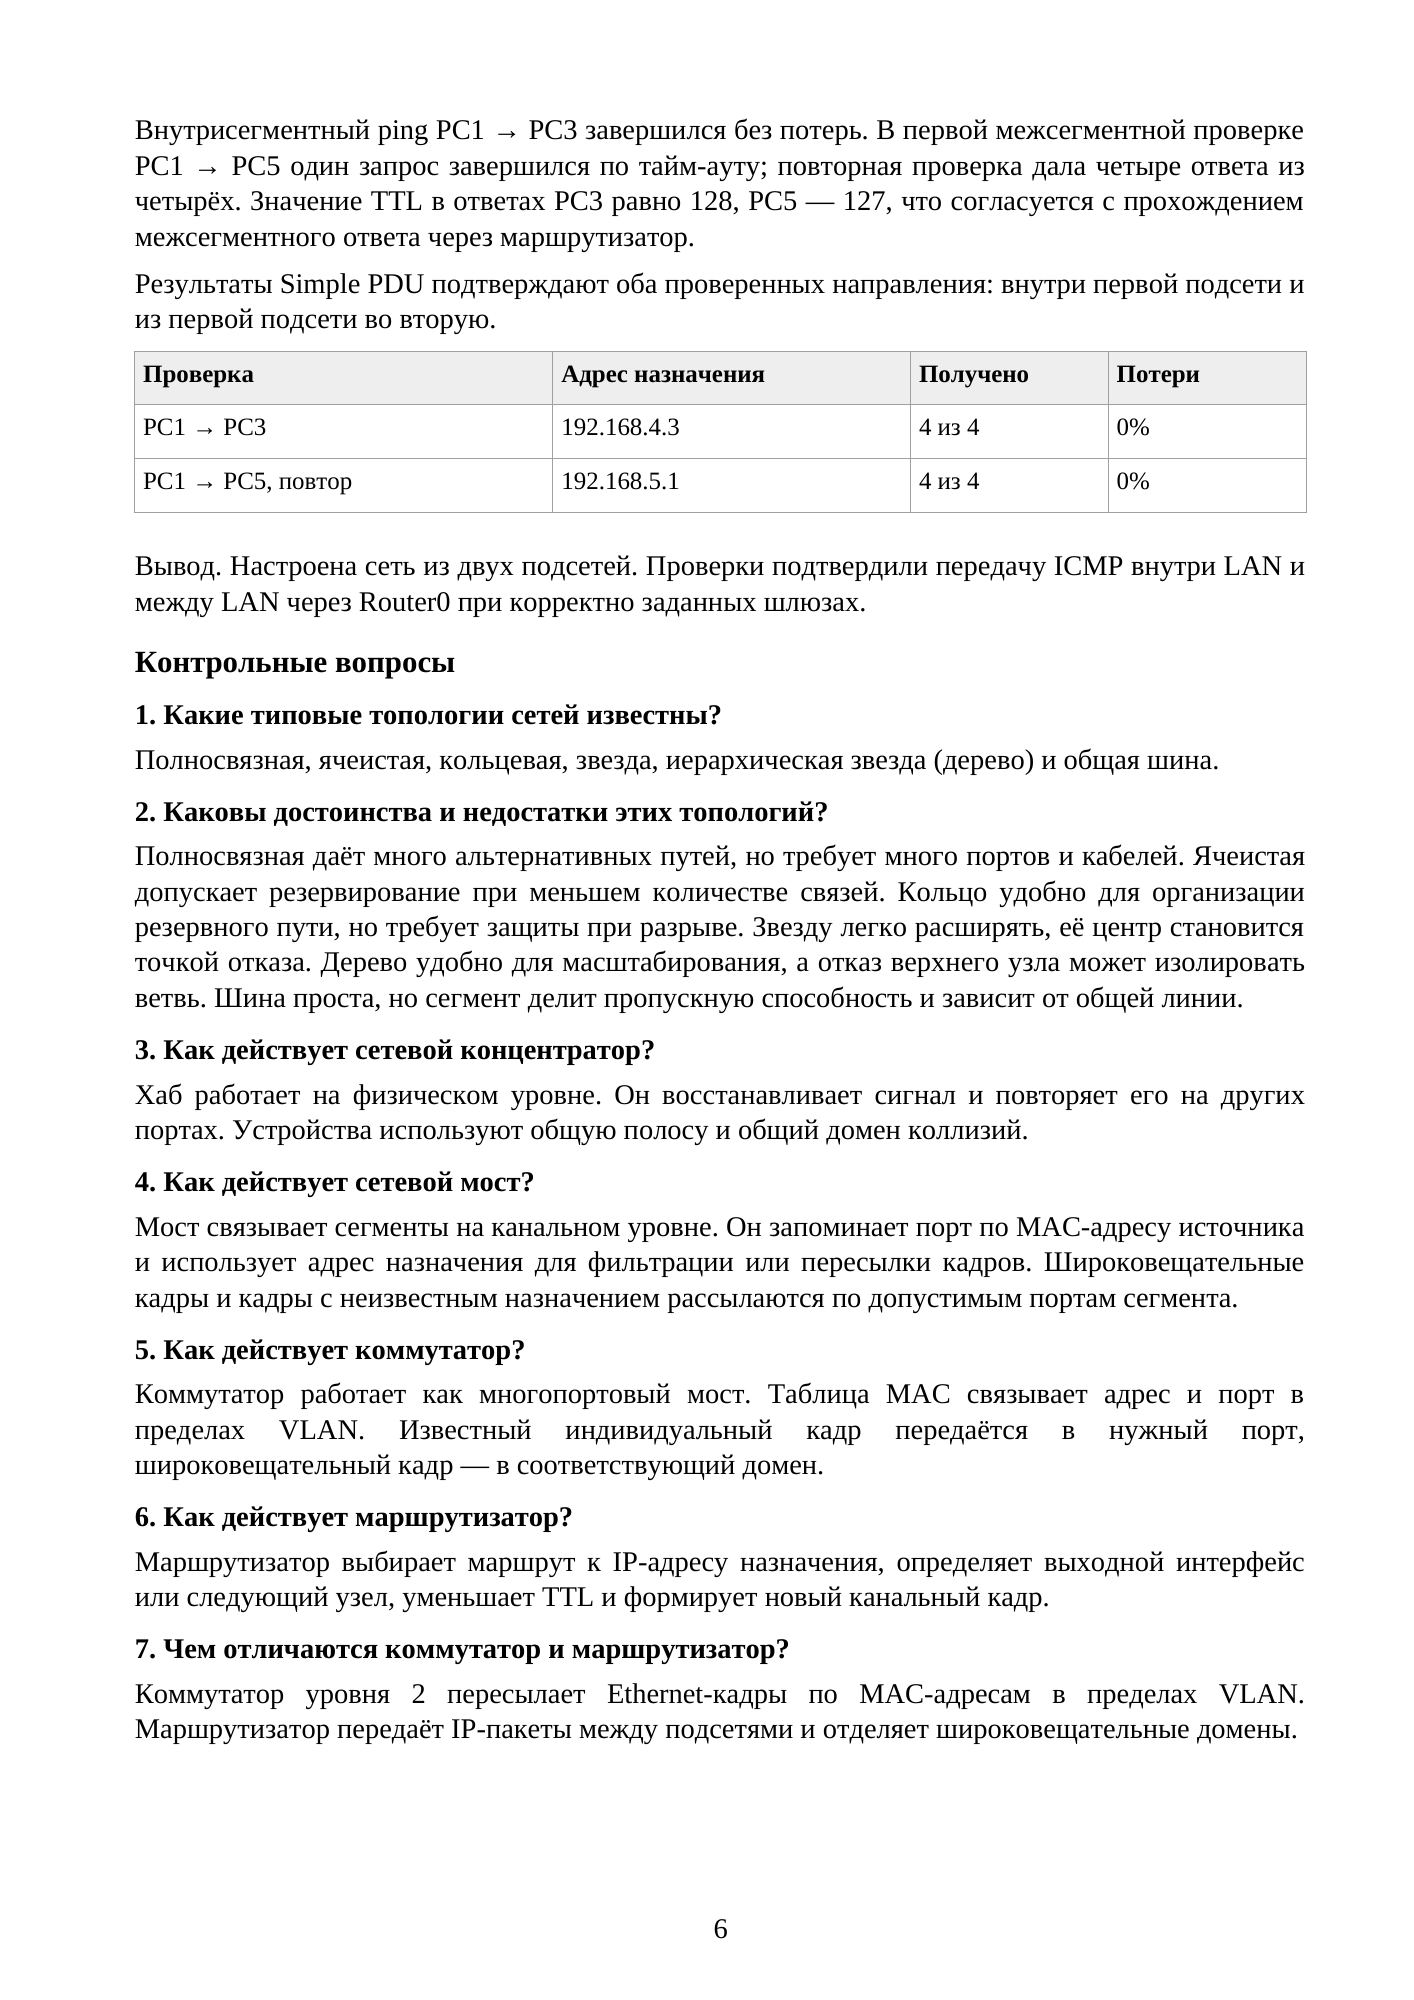 Внутрисегментный ping PC1 → PC3 завершился без потерь. В первой межсегментной проверке
PC1 → PC5 один запрос завершился по тайм-ауту; повторная проверка дала четыре ответа из
четырёх. Значение TTL в ответах PC3 равно 128, PC5 — 127, что согласуется с прохождением
межсегментного ответа через маршрутизатор.
Результаты Simple PDU подтверждают оба проверенных направления: внутри первой подсети и
из первой подсети во вторую.
Проверка Адрес назначения Получено Потери
PC1 → PC3 192.168.4.3 4 из 4 0%
PC1 → PC5, повтор 192.168.5.1 4 из 4 0%
Вывод. Настроена сеть из двух подсетей. Проверки подтвердили передачу ICMP внутри LAN и
между LAN через Router0 при корректно заданных шлюзах.
Контрольные вопросы
1. Какие типовые топологии сетей известны?
Полносвязная, ячеистая, кольцевая, звезда, иерархическая звезда (дерево) и общая шина.
2. Каковы достоинства и недостатки этих топологий?
Полносвязная даёт много альтернативных путей, но требует много портов и кабелей. Ячеистая
допускает резервирование при меньшем количестве связей. Кольцо удобно для организации
резервного пути, но требует защиты при разрыве. Звезду легко расширять, её центр становится
точкой отказа. Дерево удобно для масштабирования, а отказ верхнего узла может изолировать
ветвь. Шина проста, но сегмент делит пропускную способность и зависит от общей линии.
3. Как действует сетевой концентратор?
Хаб работает на физическом уровне. Он восстанавливает сигнал и повторяет его на других
портах. Устройства используют общую полосу и общий домен коллизий.
4. Как действует сетевой мост?
Мост связывает сегменты на канальном уровне. Он запоминает порт по MAC-адресу источника
и использует адрес назначения для фильтрации или пересылки кадров. Широковещательные
кадры и кадры с неизвестным назначением рассылаются по допустимым портам сегмента.
5. Как действует коммутатор?
Коммутатор работает как многопортовый мост. Таблица MAC связывает адрес и порт в
пределах VLAN. Известный индивидуальный кадр передаётся в нужный порт,
широковещательный кадр — в соответствующий домен.
6. Как действует маршрутизатор?
Маршрутизатор выбирает маршрут к IP-адресу назначения, определяет выходной интерфейс
или следующий узел, уменьшает TTL и формирует новый канальный кадр.
7. Чем отличаются коммутатор и маршрутизатор?
Коммутатор уровня 2 пересылает Ethernet-кадры по MAC-адресам в пределах VLAN.
Маршрутизатор передаёт IP-пакеты между подсетями и отделяет широковещательные домены.
6